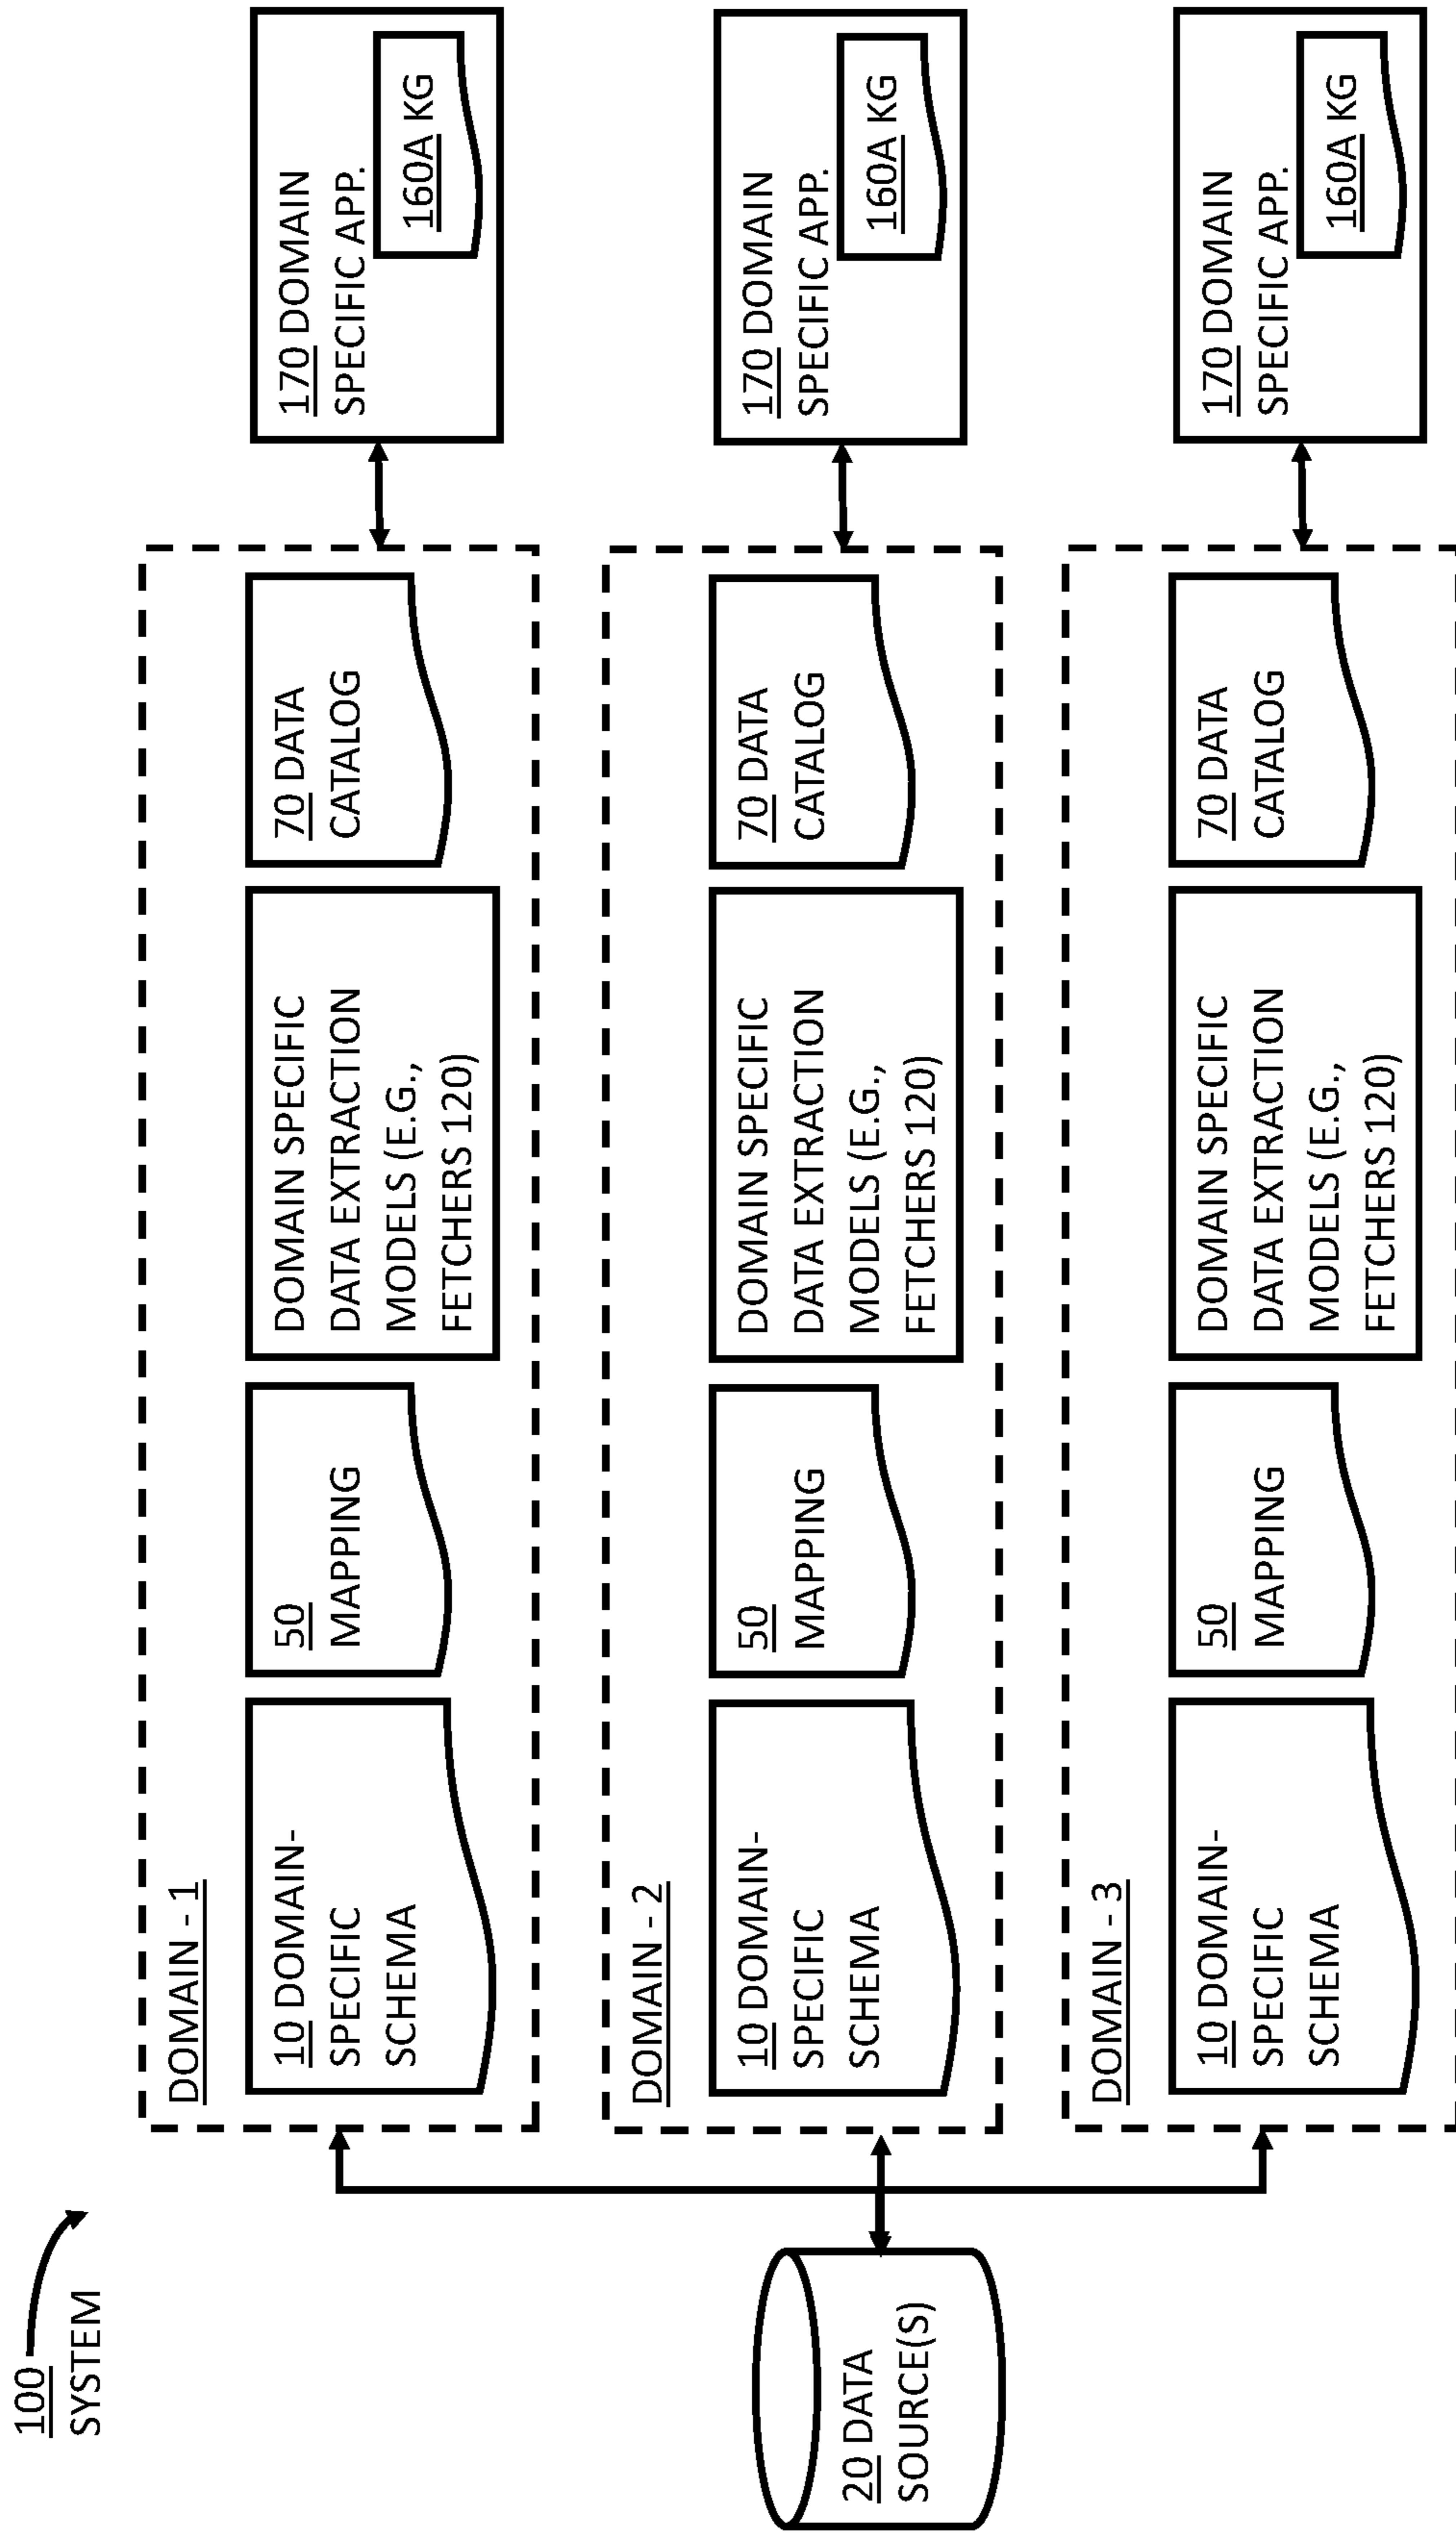 100
SYSTEM
20 DATA
SOURCE(S)
DOMAIN - 1
10 DOMAIN-
SPECIFIC
SCHEMA
50
MAPPING
DOMAIN SPECIFIC
DATA EXTRACTION
MODELS (E.G.,
FETCHERS 120)
70 DATA
CATALOG
170 DOMAIN
SPECIFIC APP.
160A KG
DOMAIN - 2
10 DOMAIN-
SPECIFIC
SCHEMA
50
MAPPING
DOMAIN SPECIFIC
DATA EXTRACTION
MODELS (E.G.,
FETCHERS 120)
70 DATA
CATALOG
170 DOMAIN
SPECIFIC APP.
160A KG
DOMAIN - 3
10 DOMAIN-
SPECIFIC
SCHEMA
50
MAPPING
DOMAIN SPECIFIC
DATA EXTRACTION
MODELS (E.G.,
FETCHERS 120)
70 DATA
CATALOG
170 DOMAIN
SPECIFIC APP.
160A KG